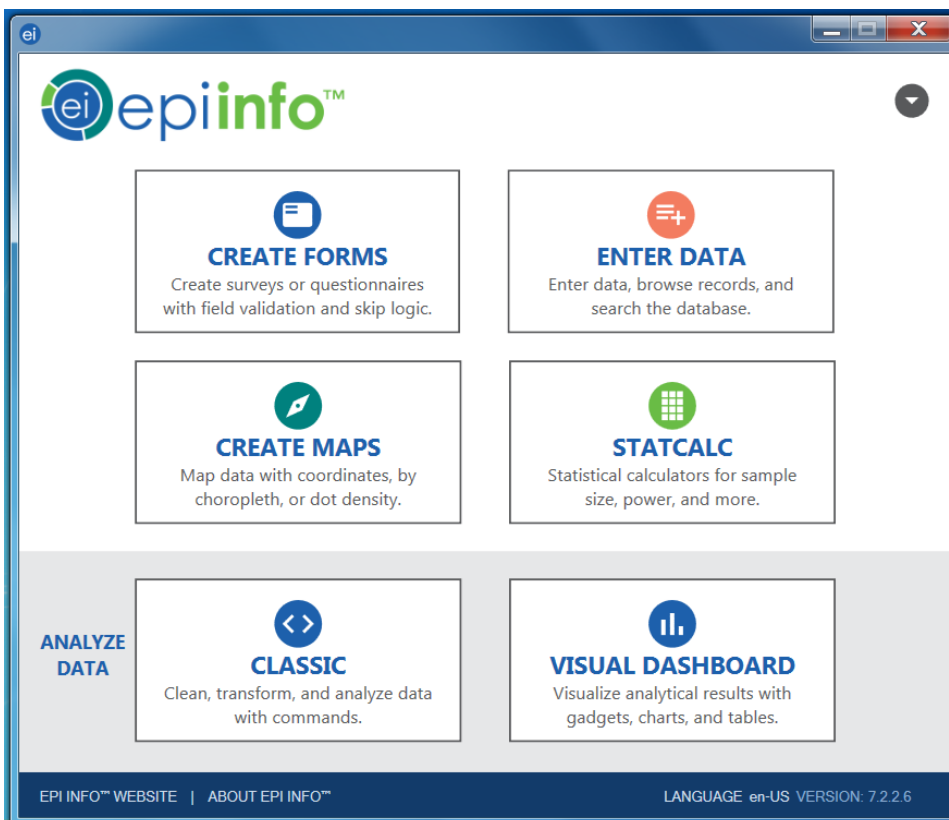 ei
ei epiinfo™
CREATE FORMS
Create surveys or questionnaires
with field validation and skip logic.
ENTER DATA
Enter data, browse records, and
search the database.
CREATE MAPS
Map data with coordinates, by
choropleth, or dot density.
STATCALC
Statistical calculators for sample
size, power, and more.
ANALYZE
DATA
CLASSIC
Clean, transform, and analyze data
with commands.
VISUAL DASHBOARD
Visualize analytical results with
gadgets, charts, and tables.
EPI INFO™ WEBSITE | ABOUT EPI INFO™ LANGUAGE en-US VERSION: 7.2.2.6